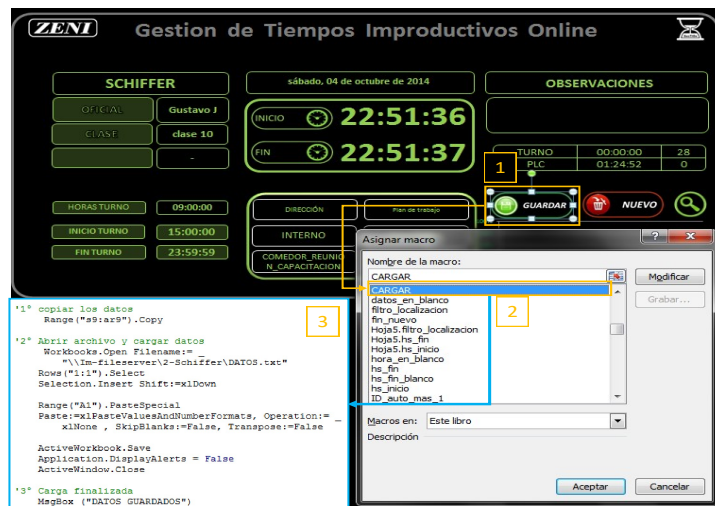 ZENI
Gestion de Tiempos Improductivos Online
SCHIFFER
OFICIAL
Gustavo J
CLASE
clase 10
-
sábado, 04 de octubre de 2014
INICIO
22:51:36
FIN
22:51:37
OBSERVACIONES
TURNO 00:00:00 28
PLC 01:24:52 0
1
GUARDAR
NUEVO
HORAS TURNO
09:00:00
INICIO TURNO
15:00:00
FIN TURNO
23:59:59
DIRECCIÓN
Plan de trabajo
INTERNO
COMEDOR_REUNIO
N_CAPACITACION
Asignar macro
Nombre de la macro:
CARGAR
Modificar
Grabar...
CARGAR
datos_en_blanco
filtro_localizacion
fin_nuevo
Hoja5.filtro_localizacion
Hoja5.hs_fin
Hoja5.hs_inicio
hora_en_blanco
hs_fin
hs_fin_blanco
hs_inicio
ID_auto_mas_1
2
Macros en:
Este libro
Descripción
Aceptar
Cancelar
3
'1° copiar los datos
Range("s9:ar9").Copy
'2° Abrir archivo y cargar datos
Workbooks.Open Filename:= _
"\\Im-fileserver\2-Schiffer\DATOS.txt"
Rows("1:1").Select
Selection.Insert Shift:=xlDown
Range("A1").PasteSpecial
Paste:=xlPasteValuesAndNumberFormats, Operation:= _
xlNone , SkipBlanks:=False, Transpose:=False
ActiveWorkbook.Save
Application.DisplayAlerts = False
ActiveWindow.Close
'3° Carga finalizada
MsgBox ("DATOS GUARDADOS")